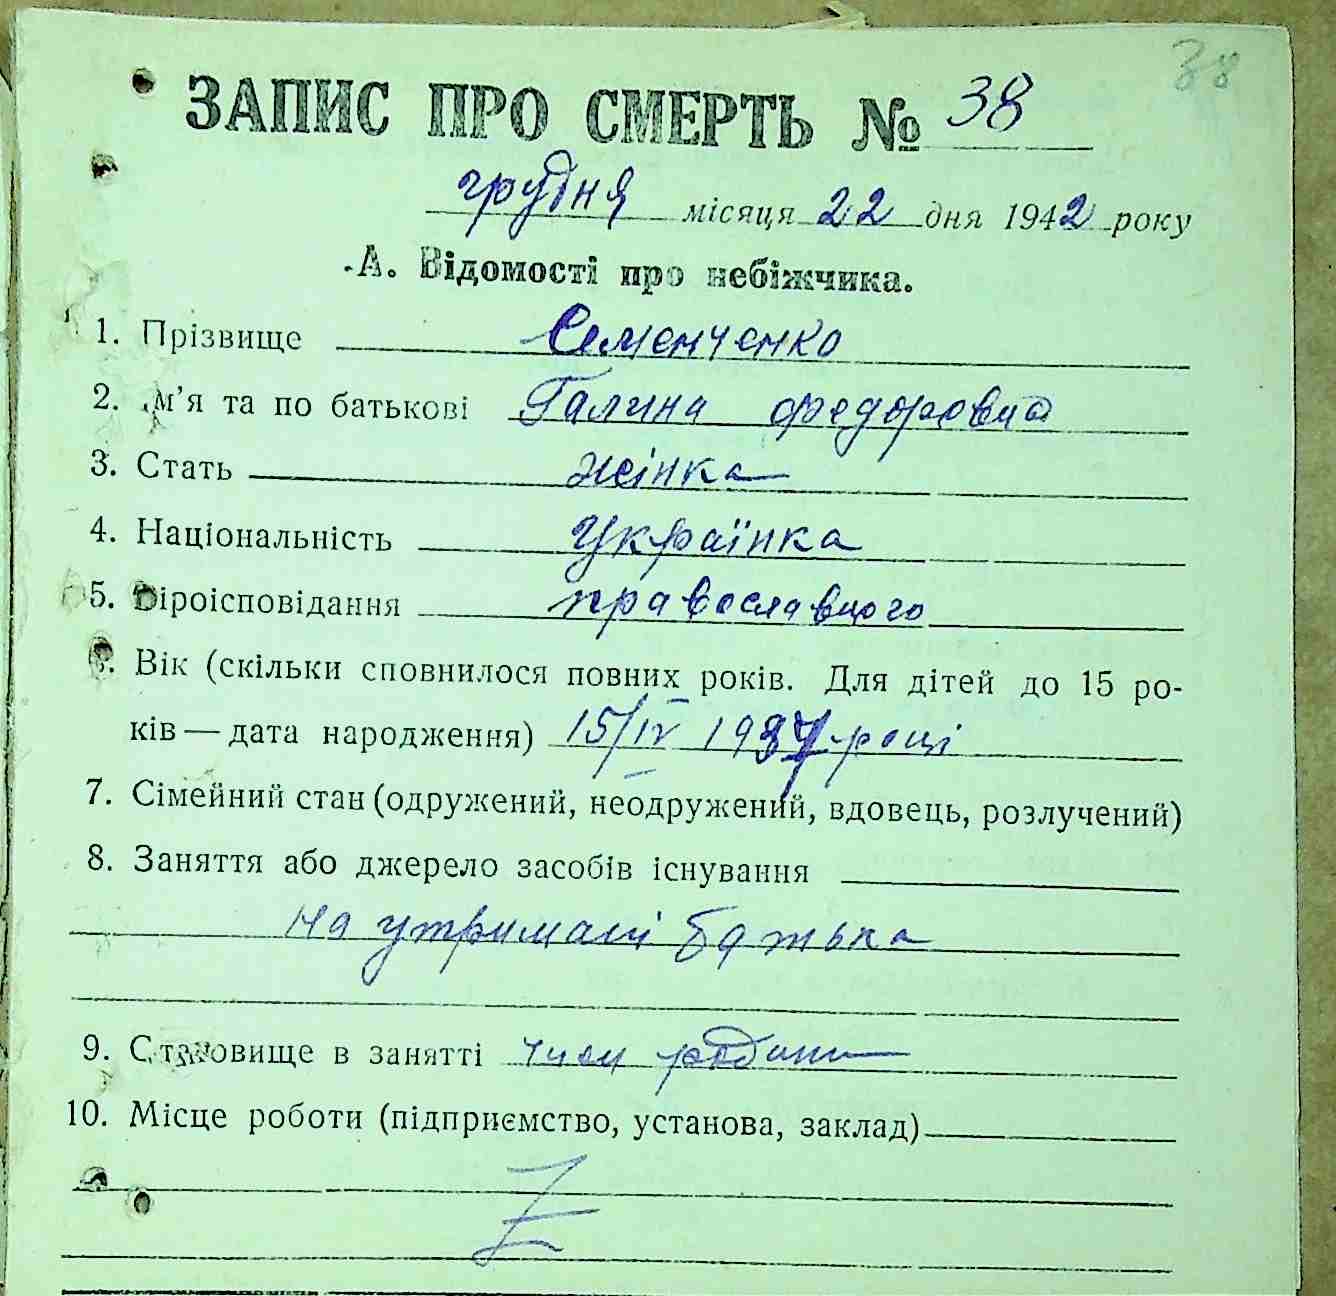 38
ЗАПИС ПРО СМЕРТЬ № 38
грудня місяця 22 дня 1942 року
А. Відомості про небіжчика.
1. Прізвище Семенченко
2. м'я та по батькові Галина Федоровна
3. Стать жінка
4. Національність Українка
5. Віроісповідання православного
6. Вік (скільки сповнилося повних років. Для дітей до 15 ро-
ків — дата народження) 15/IV 1937 році
7. Сімейний стан (одружений, неодружений, вдовець, розлучений)
8. Заняття або джерело засобів існування
на утримані батька
9. Становище в занятті член родини
10. Місце роботи (підприємство, установа, заклад)